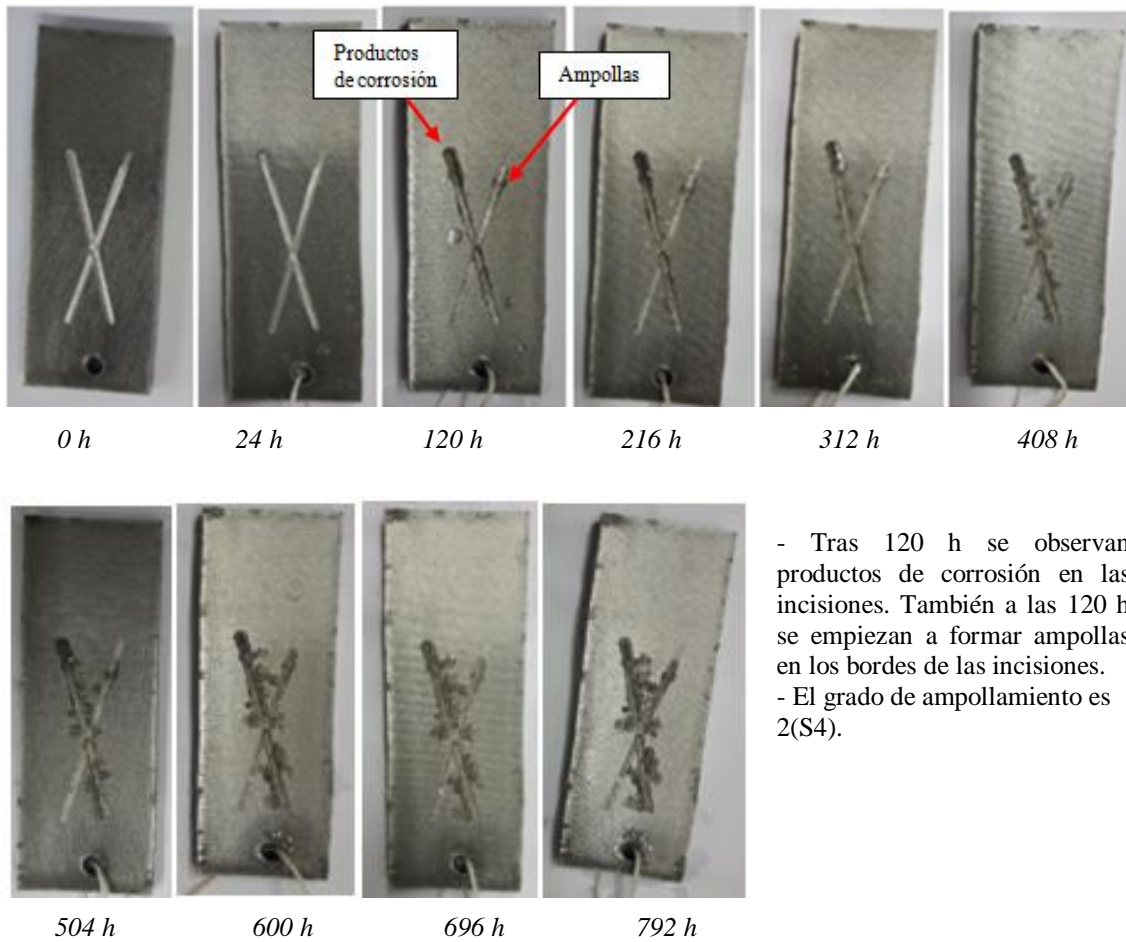 Productos
de corrosión
Ampollas
0 h
24 h
120 h
216 h
312 h
408 h
- Tras 120 h se observan
productos de corrosión en las
incisiones. También a las 120 h
se empiezan a formar ampollas
en los bordes de las incisiones.
- El grado de ampollamiento es
2(S4).
504 h
600 h
696 h
792 h